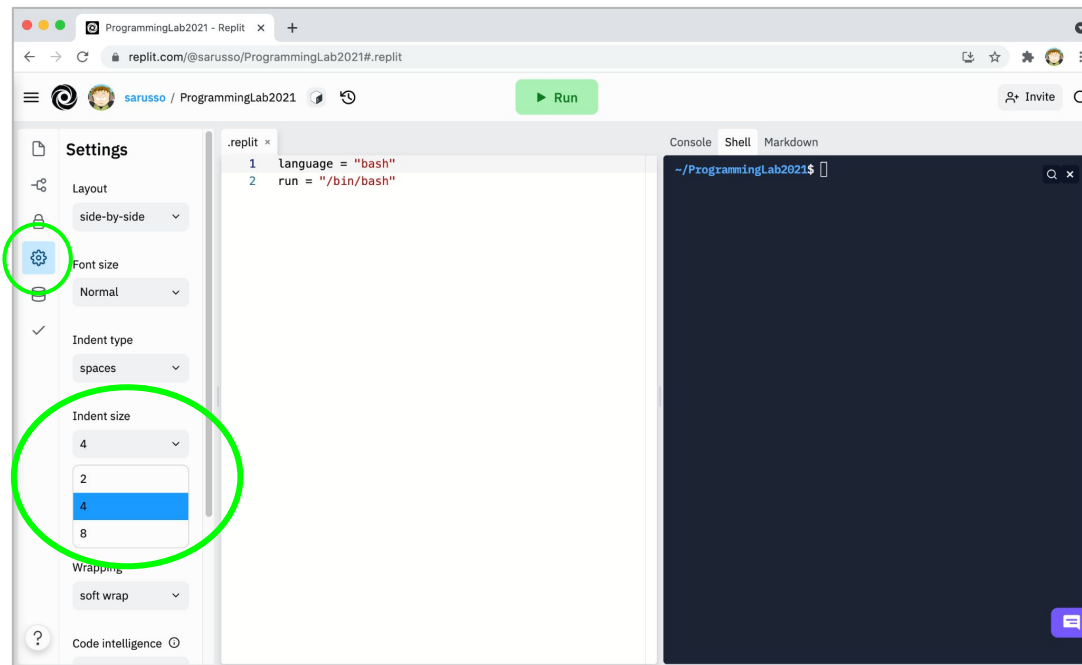 ProgrammingLab2021 - Replit
replit.com/@sarusso/ProgrammingLab2021#.replit
sarusso / ProgrammingLab2021
Run
Invite
Settings
Layout
side-by-side
Font size
Normal
Indent type
spaces
Indent size
4
2
4
8
Wrapping
soft wrap
?
Code intelligence
.replit
1 language = "bash"
2 run = "/bin/bash"
Console Shell Markdown
~/ProgrammingLab2021$